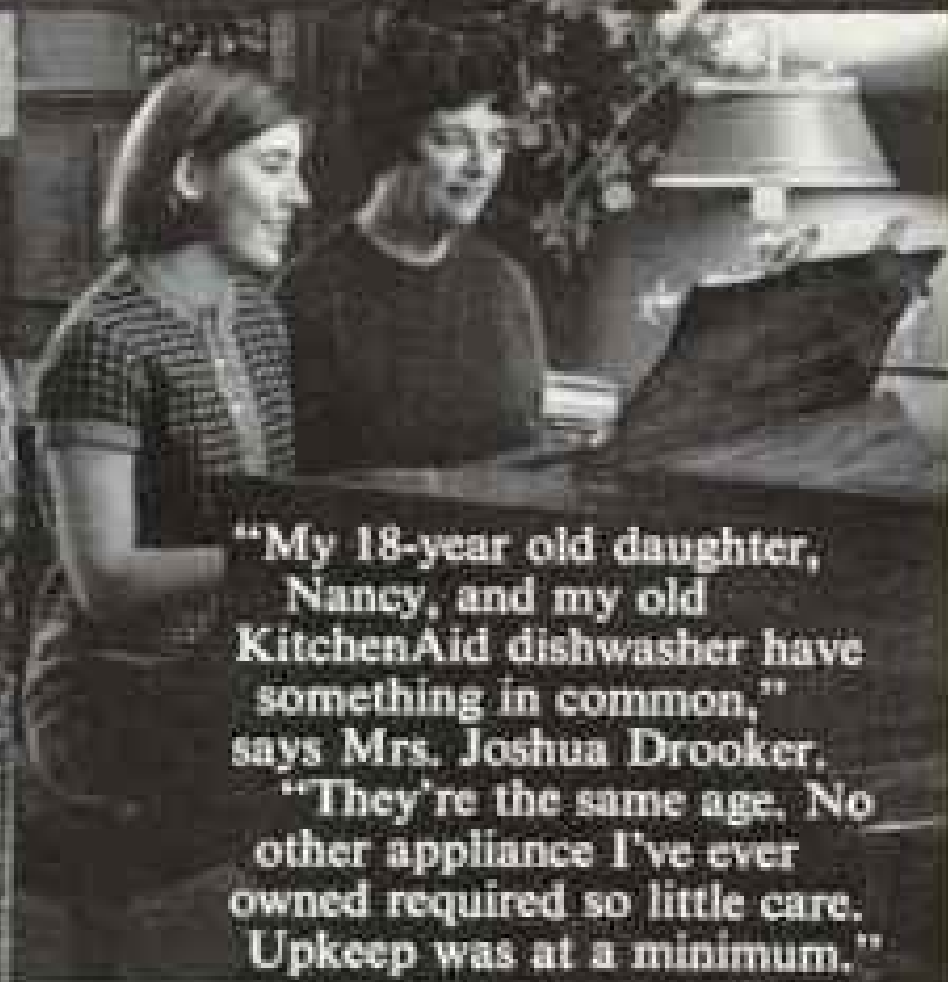 “My 18-year old daughter,
Nancy, and my old
KitchenAid dishwasher have
something in common,”
says Mrs. Joshua Drooker.
“They’re the same age. No
other appliance I’ve ever
owned required so little care.
Upkeep was at a minimum.”